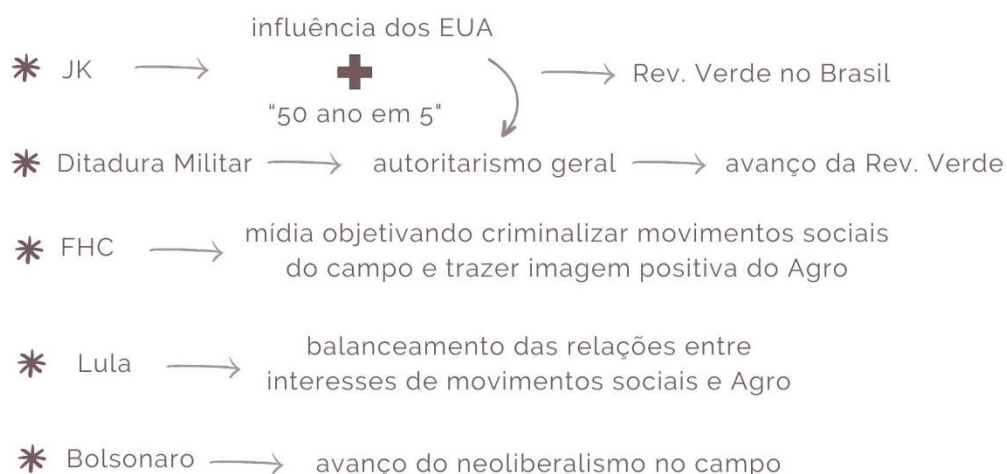 influência dos EUA
JK
Rev. Verde no Brasil
"50 ano em 5"
Ditadura Militar
autoritarismo geral
avanço da Rev. Verde
FHC
mídia objetivando criminalizar movimentos sociais
do campo e trazer imagem positiva do Agro
Lula
balanceamento das relações entre
interesses de movimentos sociais e Agro
Bolsonaro
avanço do neoliberalismo no campo